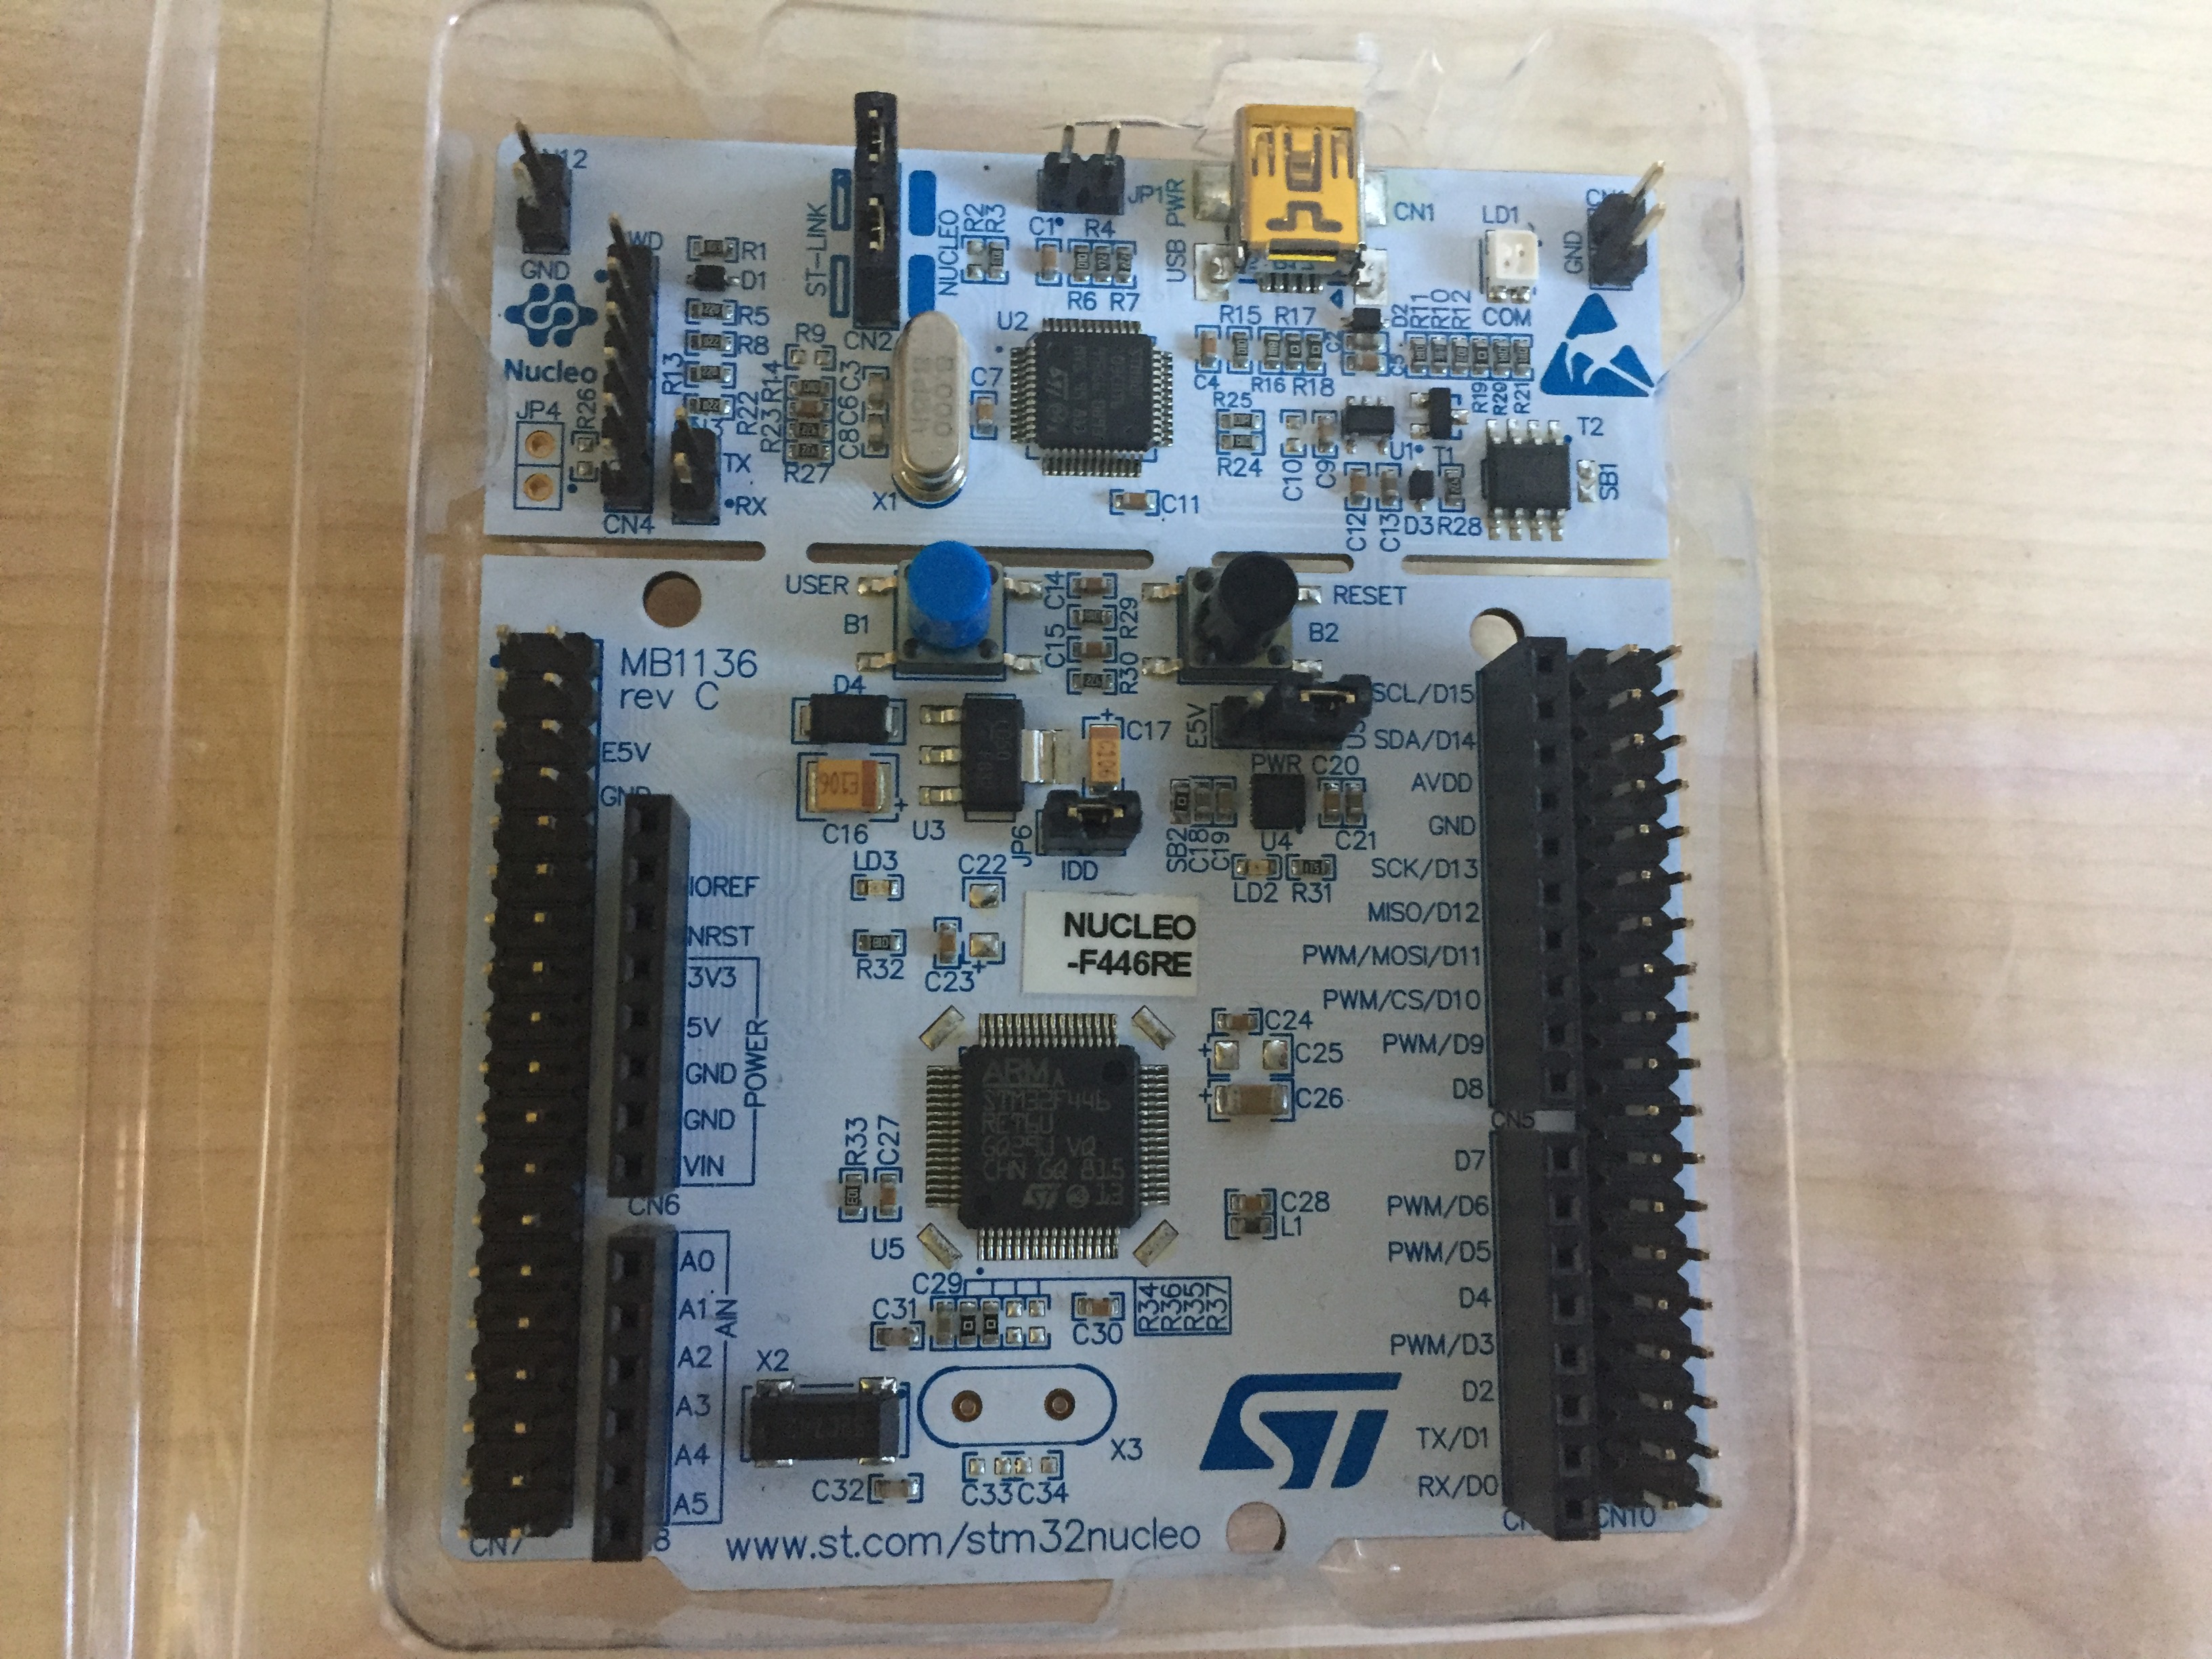 CN7
CN6
A5
A4
A3
A2
A1
A0
VIN
GND
GND
5V
3V3
NRST
IOREF
POWER
E5V
MB1136
rev C
www.st.com/stm32nucleo
X2
C32
C31
C29
C33
C34
X3
C30
R34
R36
R35
R37
R33
C27
U5
ARM
STM32F446
RET6U
R32
LD3
C16
D4
U3
C23
C22
JP6
IDD
NUCLEO
-F446RE
USER
B1
C15
C14
R30
R29
C17
SB2
C18
C19
E5V
LD2
R31
U4
PWR
C20
C21
B2
RESET
L1
C28
C26
C25
C24
RX/D0
TX/D1
D2
PWM/D3
D4
PWM/D5
PWM/D6
D7
D8
PWM/D9
PWM/CS/D10
PWM/MOSI/D11
MISO/D12
SCK/D13
GND
AVDD
SDA/D14
SCL/D15
CN5
CN10
JP4
Nucleo
GND
R26
CN4
TX
RX
R13
R22
R8
R5
D1
R1
R23
R14
R27
R9
ST-LINK
C8
C6
C3
CN2
X1
NUCLEO
C7
R2
R3
U2
C1
R6
R4
R7
JP1
C11
USB PWR
C4
R24
R25
R15
R16
R17
R18
C10
C9
C12
C13
U1
D3
T1
R28
R11
R10
R12
R19
R20
R21
COM
LD1
CN1
T2
SB1
GND